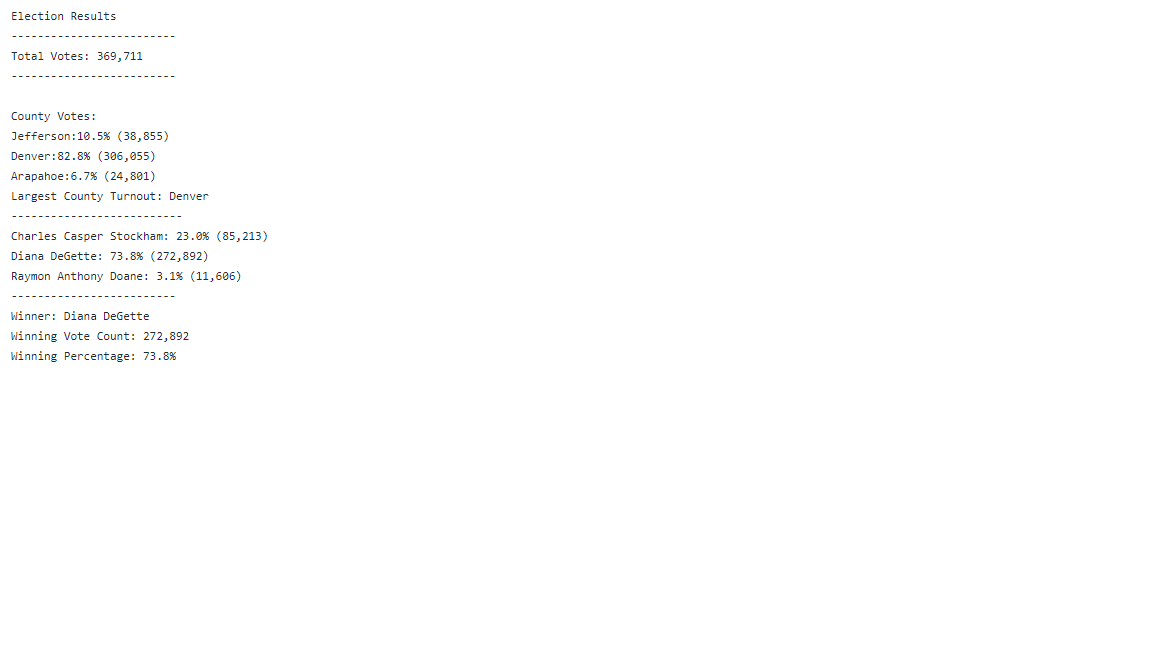 Election Results
-------------------------
Total Votes: 369,711
-------------------------
County Votes:
Jefferson:10.5% (38,855)
Denver:82.8% (306,055)
Arapahoe:6.7% (24,801)
Largest County Turnout: Denver
--------------------------
Charles Casper Stockham: 23.0% (85,213)
Diana DeGette: 73.8% (272,892)
Raymon Anthony Doane: 3.1% (11,606)
-------------------------
Winner: Diana DeGette
Winning Vote Count: 272,892
Winning Percentage: 73.8%